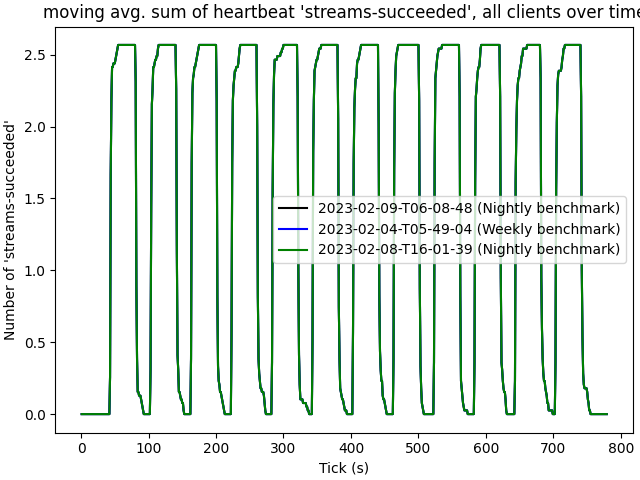 moving avg. sum of heartbeat 'streams-succeeded', all clients over time
Number of 'streams-succeeded'
2.5
2.0
1.5
1.0
0.5
0.0
2023-02-09-T06-08-48 (Nightly benchmark)
2023-02-04-T05-49-04 (Weekly benchmark)
2023-02-08-T16-01-39 (Nightly benchmark)
0 100 200 300 400 500 600 700 800
Tick (s)